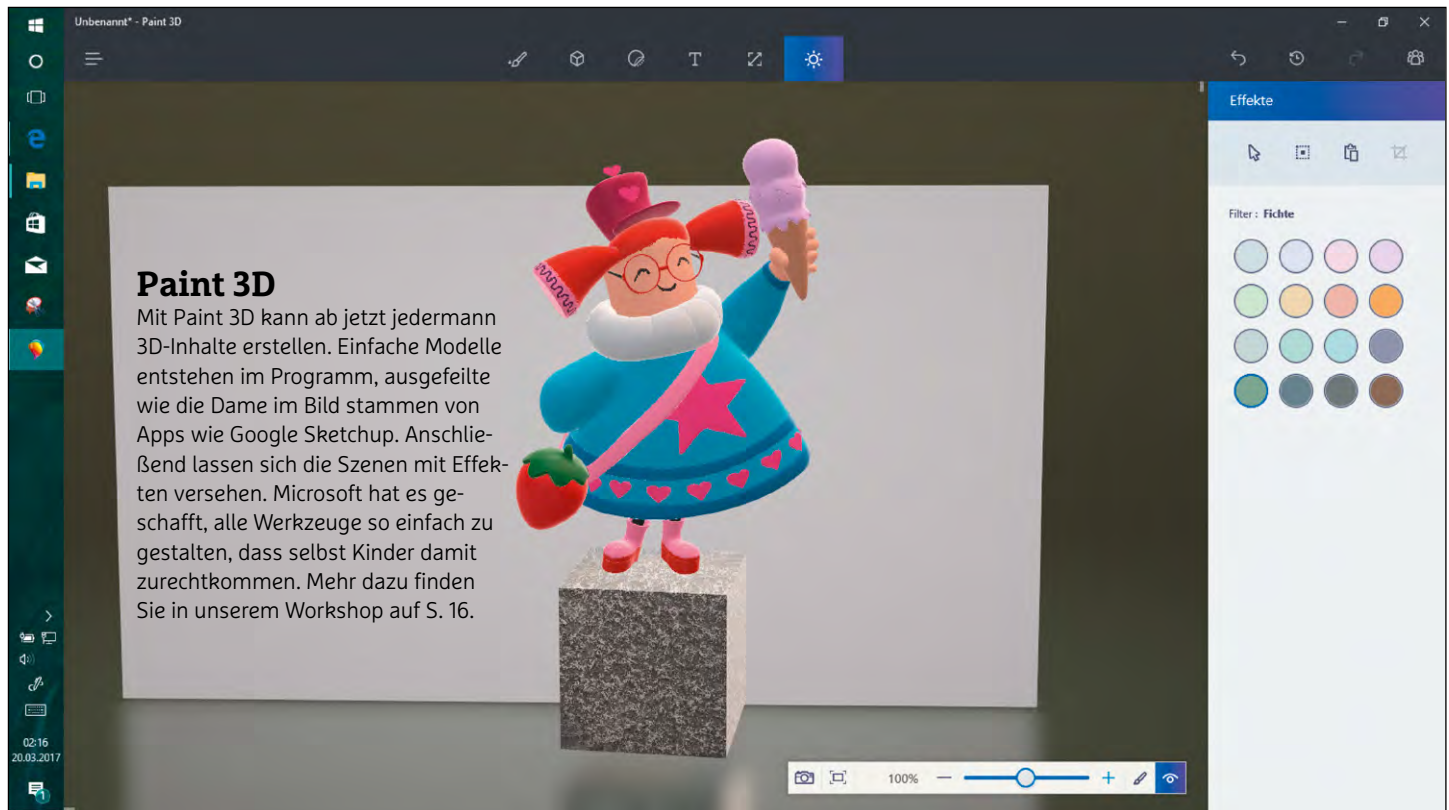 Unbenannt* - Paint 3D
Effekte
Filter : Fichte
Paint 3D
Mit Paint 3D kann ab jetzt jedermann
3D-Inhalte erstellen. Einfache Modelle
entstehen im Programm, ausgefeilte
wie die Dame im Bild stammen von
Apps wie Google Sketchup. Anschlie-
ßend lassen sich die Szenen mit Effek-
ten versehen. Microsoft hat es ge-
schafft, alle Werkzeuge so einfach zu
gestalten, dass selbst Kinder damit
zurechtkommen. Mehr dazu finden
Sie in unserem Workshop auf S. 16.
100%
02:16
20.03.2017
1